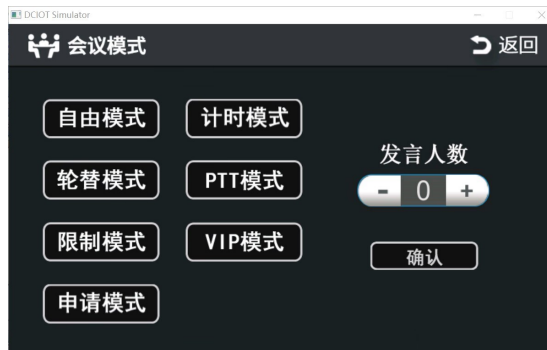 DCIOT Simulator
会议模式
返回
自由模式
计时模式
轮替模式
PTT模式
限制模式
VIP模式
申请模式
发言人数
- 0 +
确认